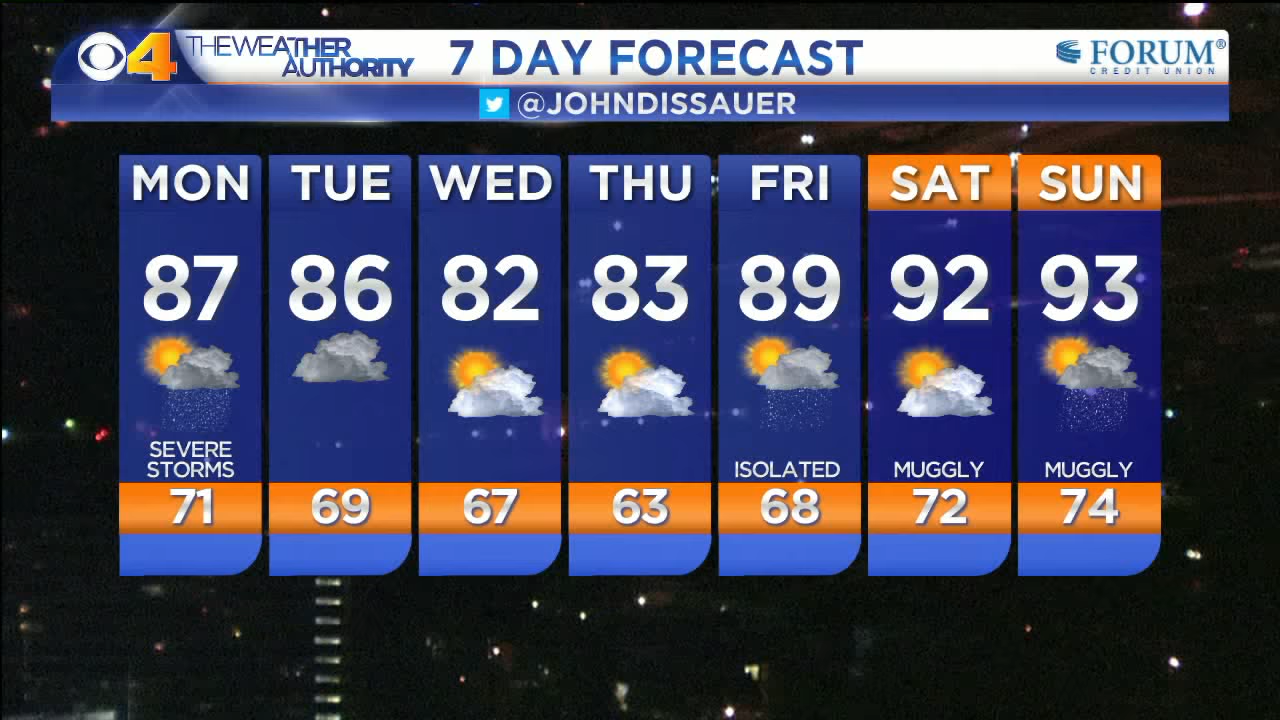 4 THE WEATHER AUTHORITY
7 DAY FORECAST
FORUM®
CREDIT UNION
@JOHNDISSAUER
MON TUE WED THU FRI SAT SUN
87 86 82 83 89 92 93
SEVERE STORMS
ISOLATED MUGGLY MUGGLY
71 69 67 63 68 72 74